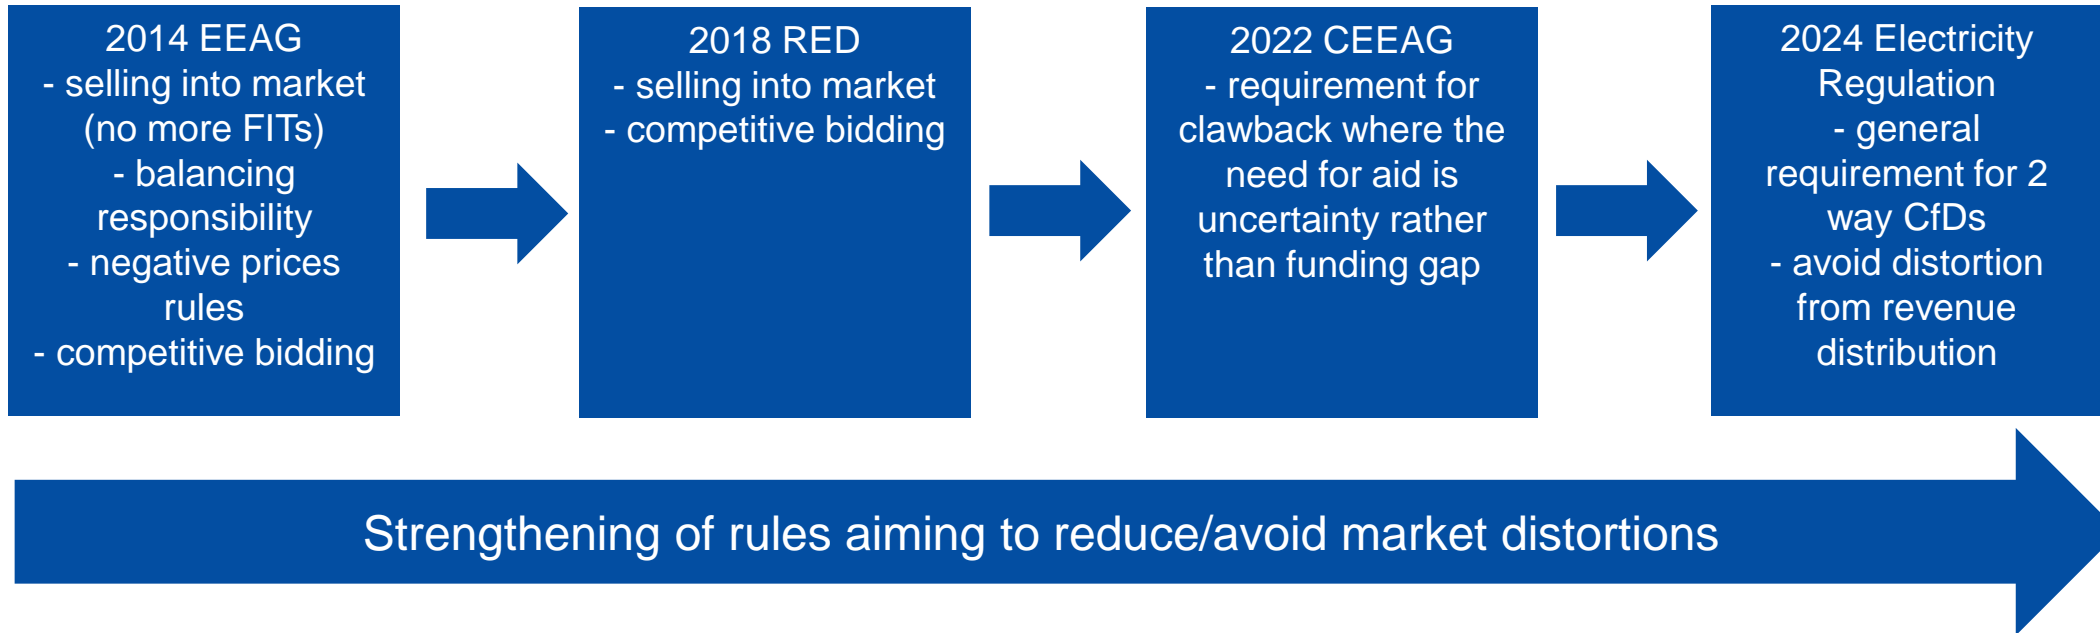 2014 EEAG
- selling into market
(no more FITs)
- balancing
responsibility
- negative prices
rules
- competitive bidding
2018 RED
- selling into market
- competitive bidding
2022 CEEAG
- requirement for
clawback where the
need for aid is
uncertainty rather
than funding gap
2024 Electricity
Regulation
- general
requirement for 2
way CfDs
- avoid distortion
from revenue
distribution
Strengthening of rules aiming to reduce/avoid market distortions